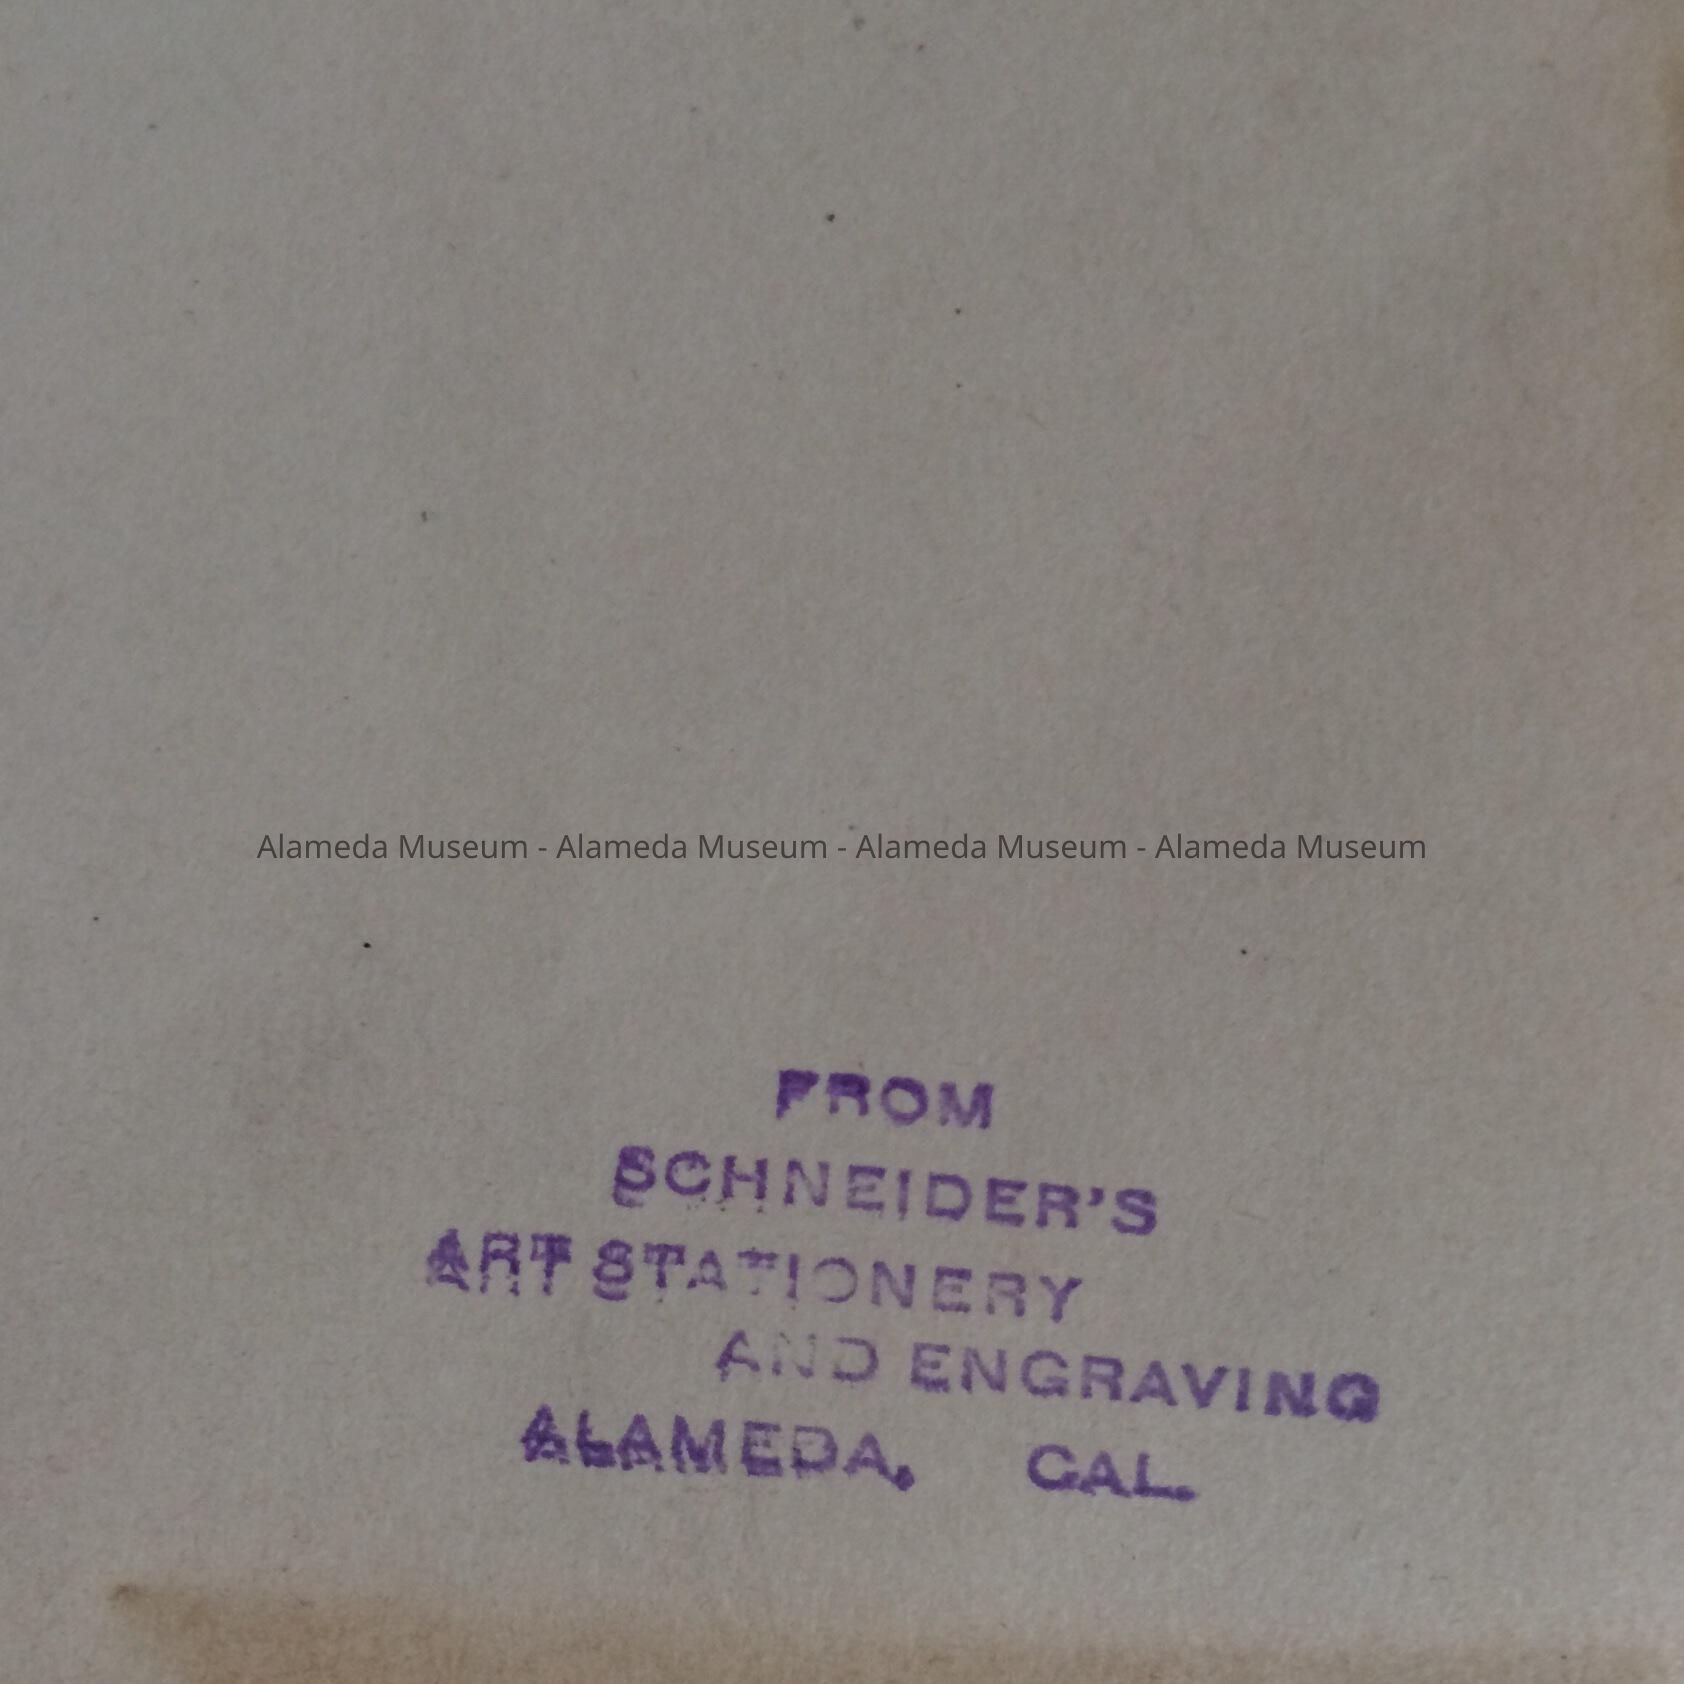 Alameda Museum - Alameda Museum - Alameda Museum - Alameda Museum
FROM
SCHNEIDER'S
ART STATIONERY
AND ENGRAVING
ALAMEDA, CAL.